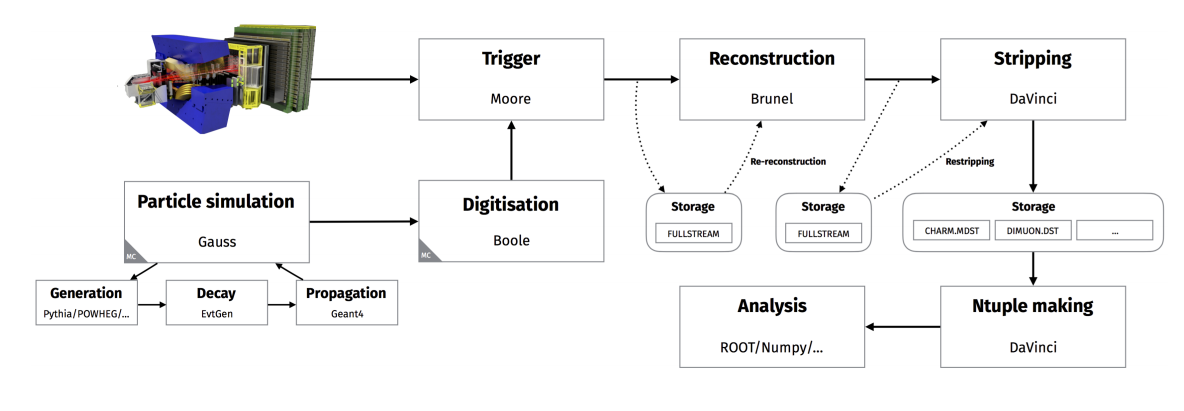 Trigger
Moore
Reconstruction
Brunel
Stripping
DaVinci
Re-reconstruction
Restripping
Particle simulation
Gauss
MC
Digitisation
Boole
MC
Storage
FULLSTREAM
Storage
FULLSTREAM
Storage
CHARM.MDST
DIMUON.DST
...
Generation
Pythia/POWHEG/...
Decay
EvtGen
Propagation
Geant4
Analysis
ROOT/Numpy/...
Ntuple making
DaVinci